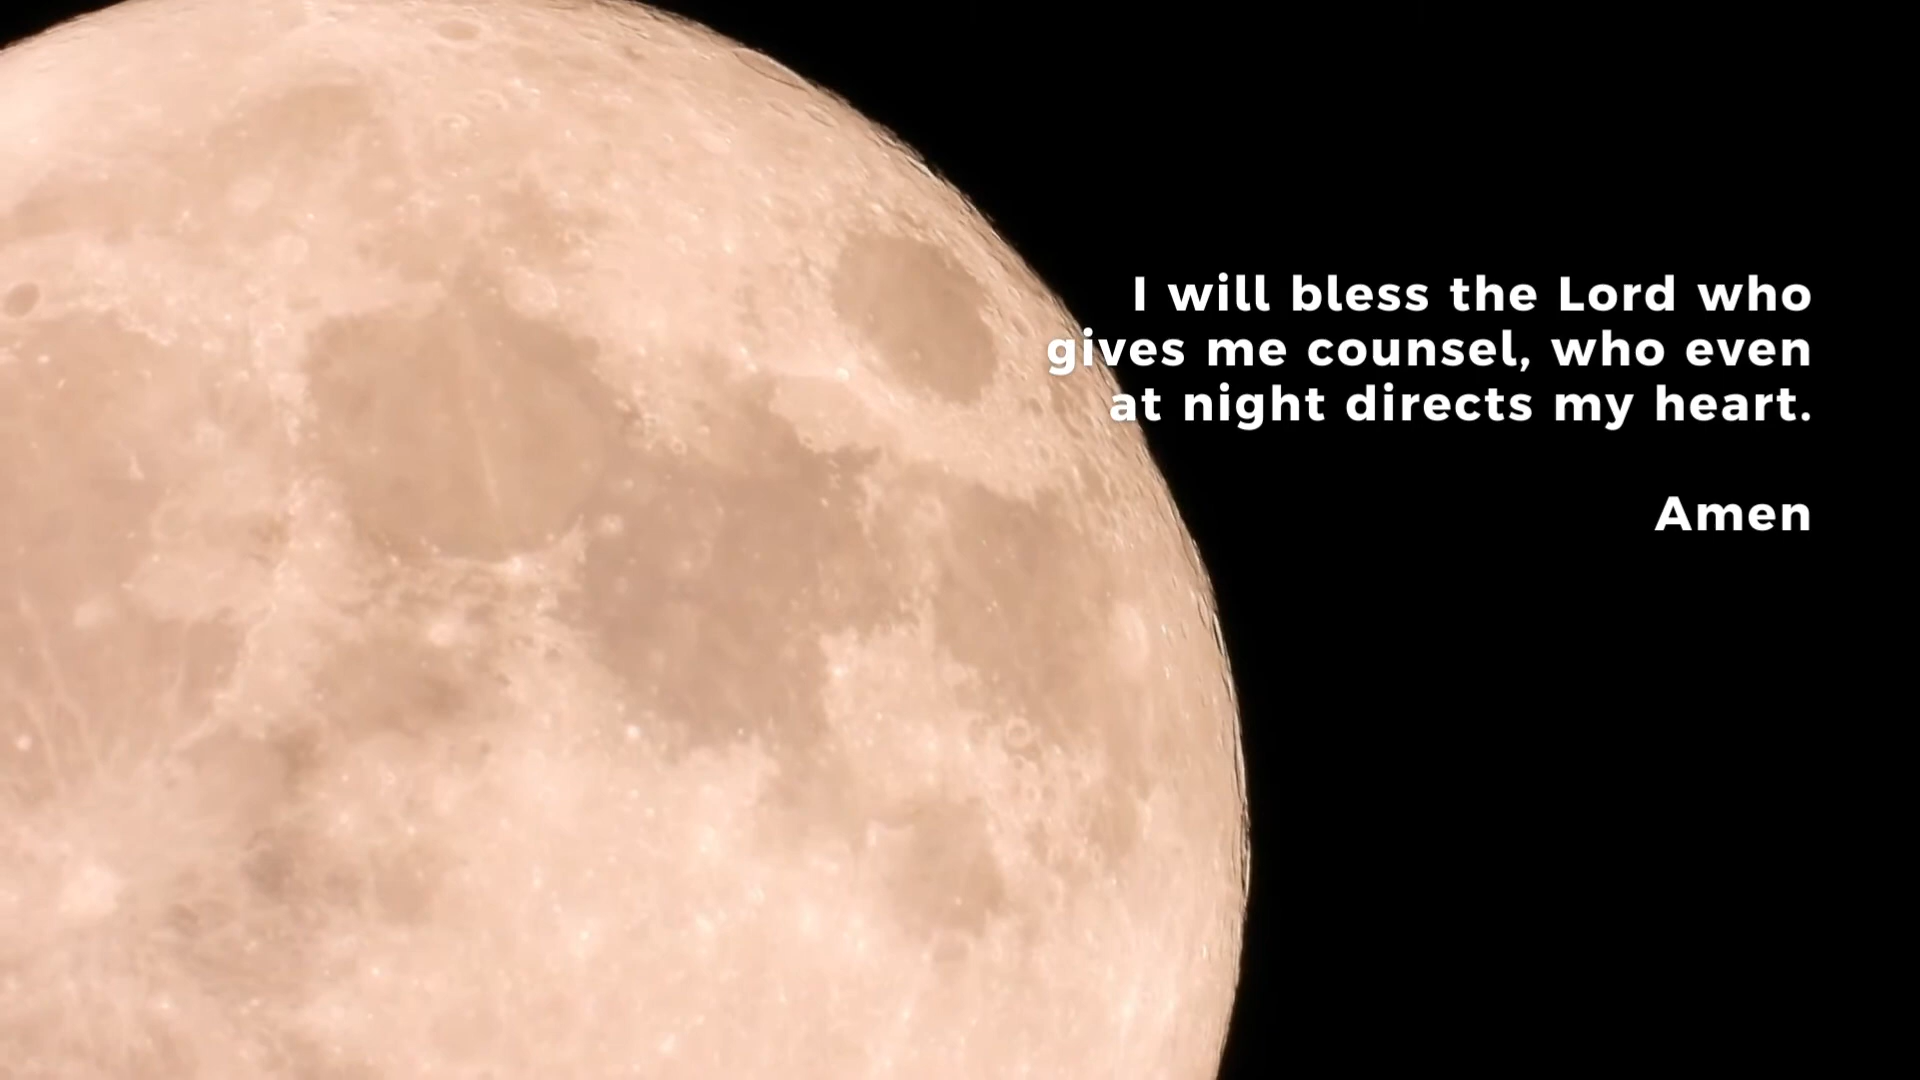 I will bless the Lord who
gives me counsel, who even
at night directs my heart.
Amen